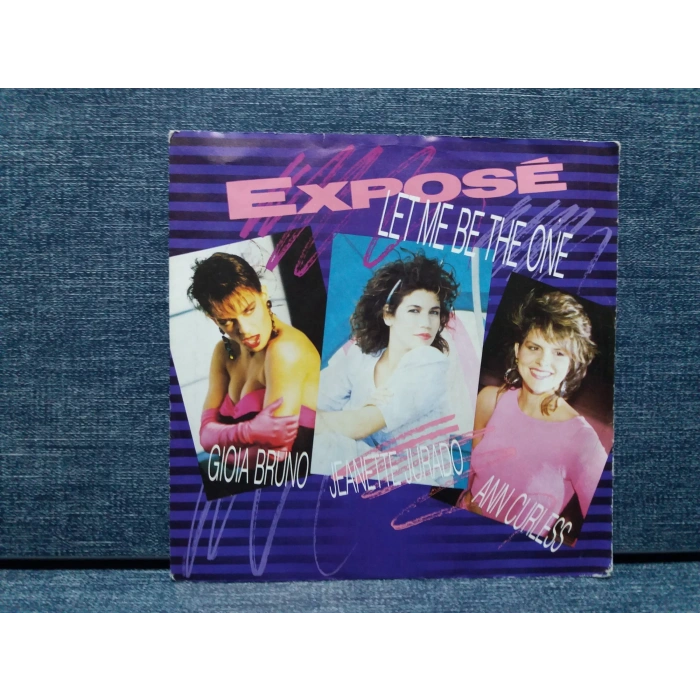 EXPOSÉ
LET ME BE THE ONE
GIOIA BRUNO
JEANETTE JURADO
ANN CURLESS